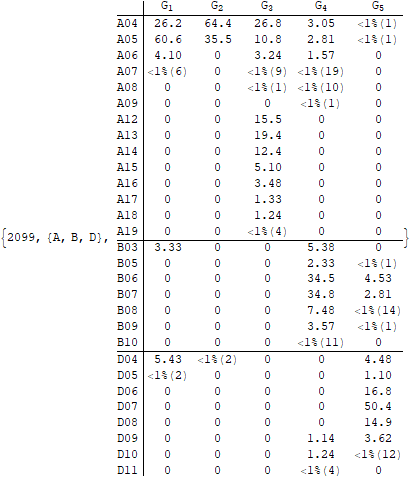 G1 G2 G3 G4 G5
A04 26.2 64.4 26.8 3.05 <1%(1)
A05 60.6 35.5 10.8 2.81 <1%(1)
A06 4.10 0 3.24 1.57 0
A07 <1%(6) 0 <1%(9) <1%(19) 0
A08 0 0 <1%(1) <1%(10) 0
A09 0 0 0 <1%(1) 0
A12 0 0 15.5 0 0
A13 0 0 19.4 0 0
A14 0 0 12.4 0 0
A15 0 0 5.10 0 0
A16 0 0 3.48 0 0
A17 0 0 1.33 0 0
A18 0 0 1.24 0 0
A19 0 0 <1%(4) 0 0
{2099, {A, B, D}, B03 3.33 0 0 5.38 0 }
B05 0 0 0 2.33 <1%(1)
B06 0 0 0 34.5 4.53
B07 0 0 0 34.8 2.81
B08 0 0 0 7.48 <1%(14)
B09 0 0 0 3.57 <1%(1)
B10 0 0 0 <1%(11) 0
D04 5.43 <1%(2) 0 0 4.48
D05 <1%(2) 0 0 0 1.10
D06 0 0 0 0 16.8
D07 0 0 0 0 50.4
D08 0 0 0 0 14.9
D09 0 0 0 1.14 3.62
D10 0 0 0 1.24 <1%(12)
D11 0 0 0 <1%(4) 0